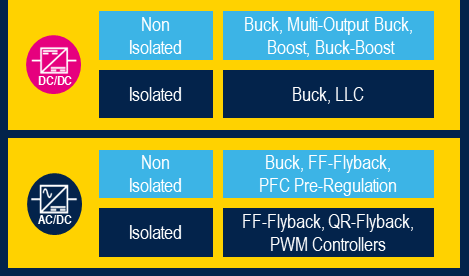 Non
Isolated
Buck, Multi-Output Buck,
Boost, Buck-Boost
DC/DC
Isolated
Buck, LLC
Non
Isolated
Buck, FF-Flyback,
PFC Pre-Regulation
AC/DC
Isolated
FF-Flyback, QR-Flyback,
PWM Controllers